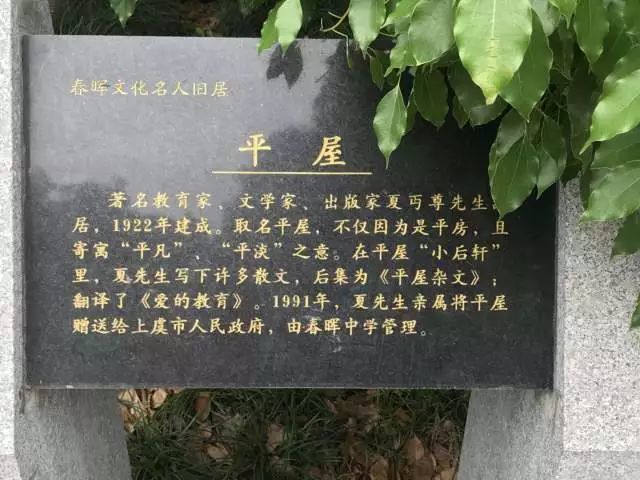 春晖文化名人旧居
平 屋
著名教育家、文学家、出版家夏丏尊先生
居，1922年建成。取名平屋，不仅因为是平房，且
寄寓“平凡”、“平淡”之意。在平屋“小后轩”
里，夏先生写下许多散文，后集为《平屋杂文》；
翻译了《爱的教育》。1991年，夏先生亲属将平屋
赠送给上虞市人民政府，由春晖中学管理。